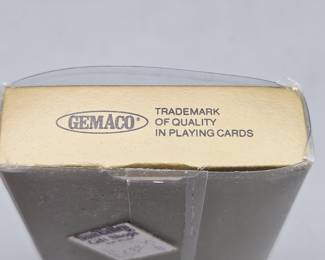 GEMACO®
TRADEMARK
OF QUALITY
IN PLAYING CARDS